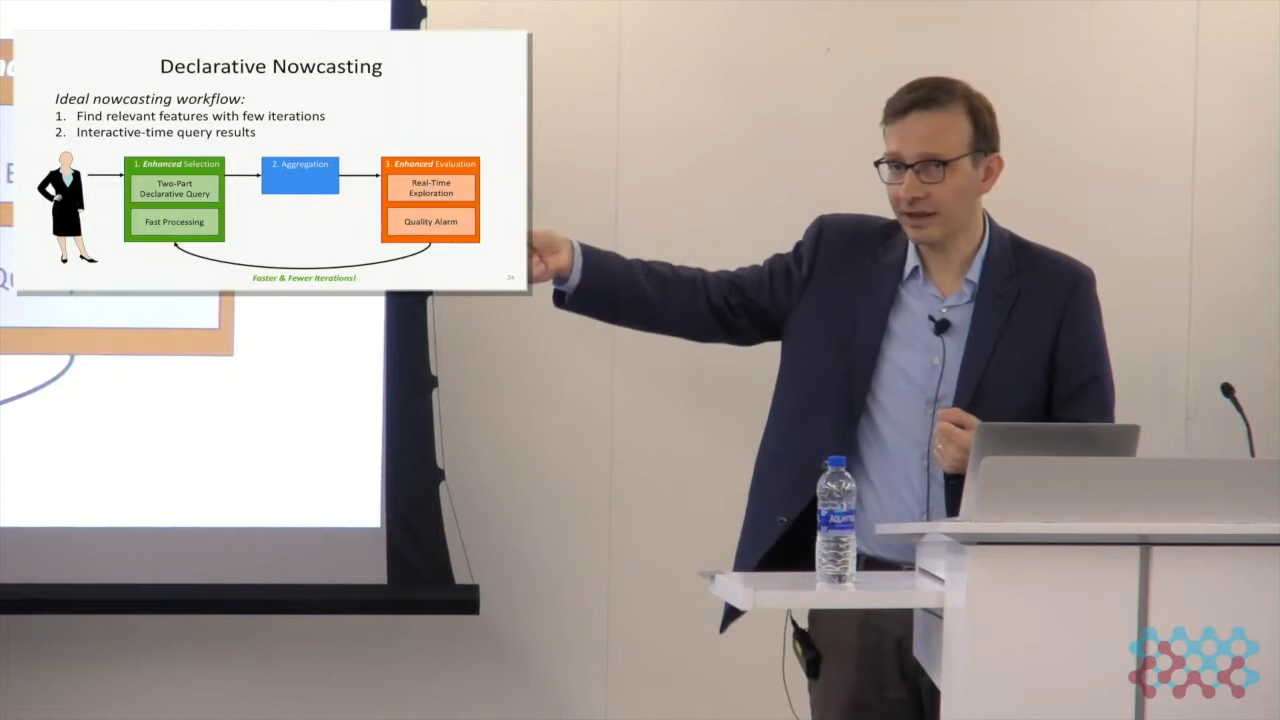 Declarative Nowcasting
Ideal nowcasting workflow:
1. Find relevant features with few iterations
2. Interactive-time query results
1. Enhanced Selection
Two-Part
Declarative Query
Fast Processing
2. Aggregation
3. Enhanced Evaluation
Real-Time
Exploration
Quality Alarm
Faster & Fewer Iterations!
24